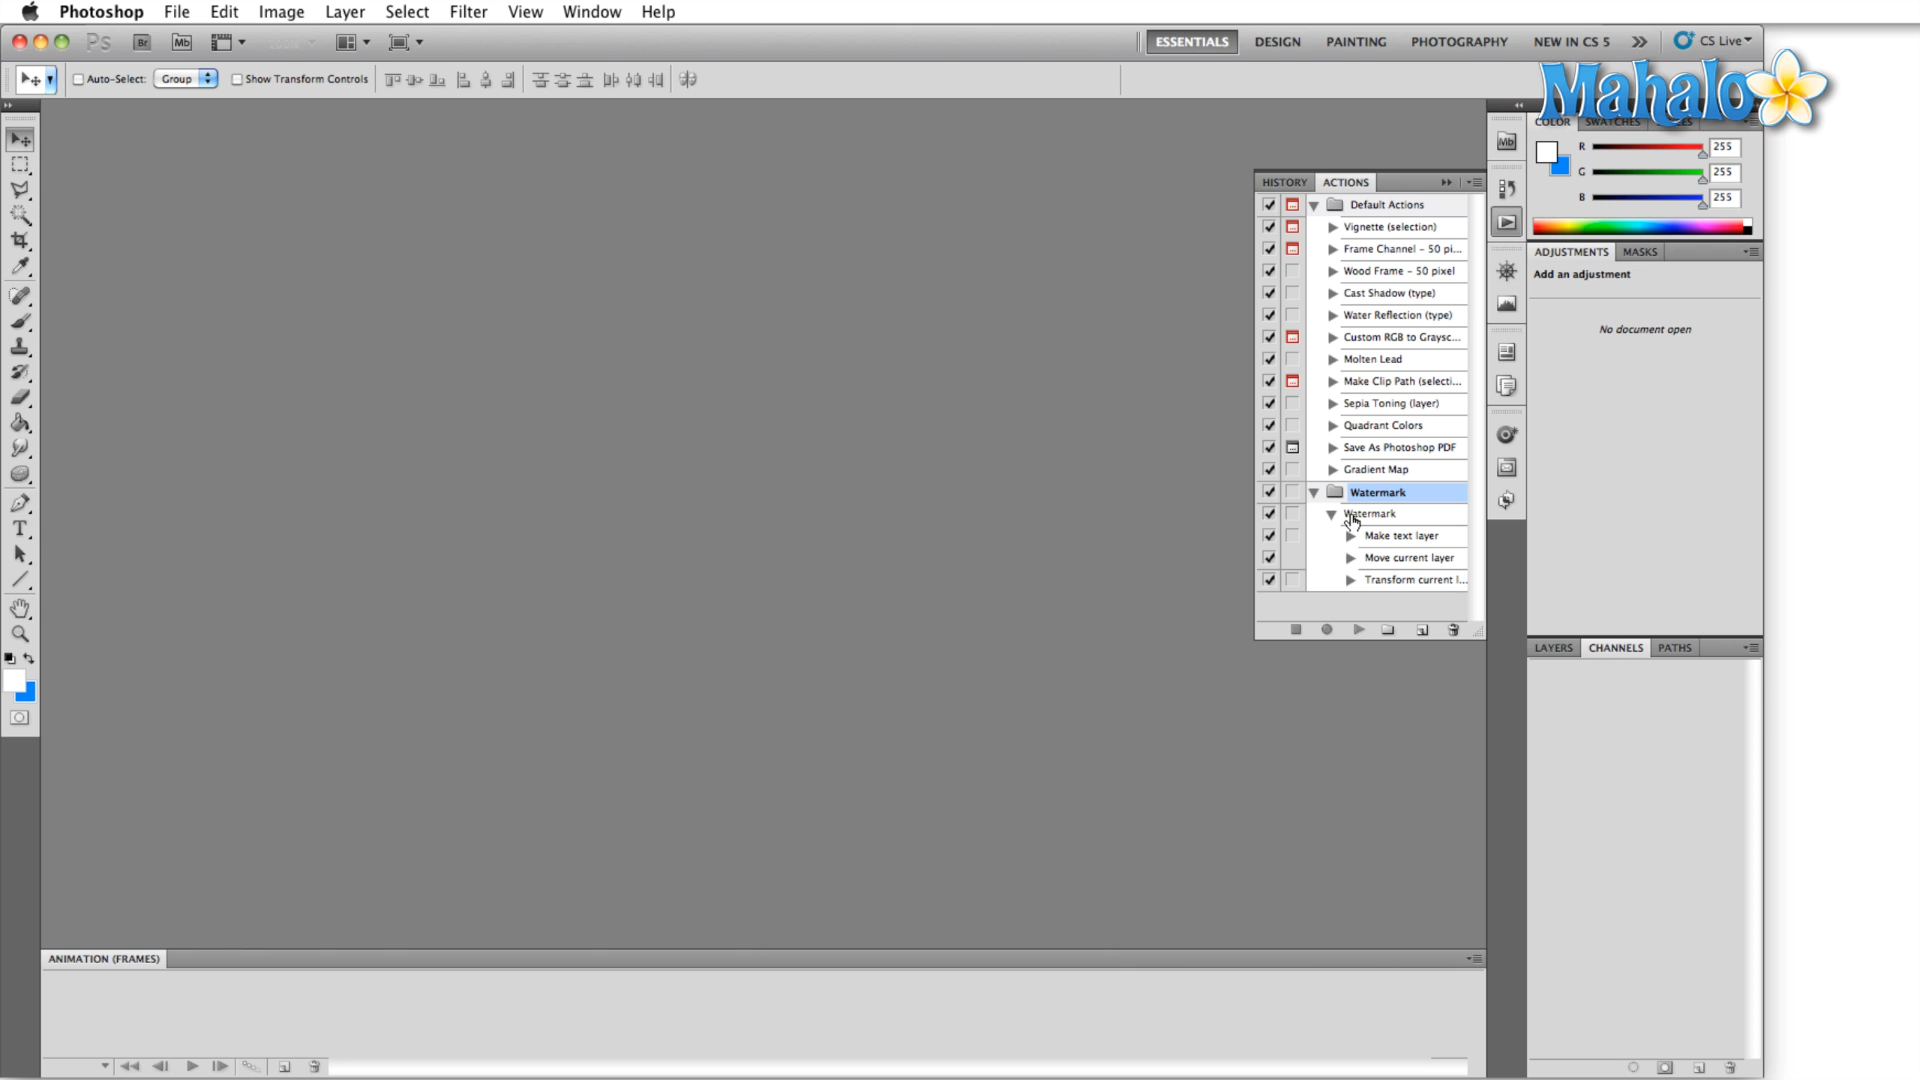 Photoshop File Edit Image Layer Select Filter View Window Help
Ps Br Mb ESSENTIALS DESIGN PAINTING PHOTOGRAPHY NEW IN CS 5 CS Live
Auto-Select: Group Show Transform Controls
Mahalo
COLOR SWATCHES
R 255
G 255
B 255
Mb
HISTORY ACTIONS
Default Actions
Vignette (selection)
Frame Channel - 50 pi...
Wood Frame - 50 pixel
Cast Shadow (type)
Water Reflection (type)
Custom RGB to Graysc...
Molten Lead
Make Clip Path (selecti...
Sepia Toning (layer)
Quadrant Colors
Save As Photoshop PDF
Gradient Map
Watermark
Watermark
Make text layer
Move current layer
Transform current l...
ADJUSTMENTS MASKS
Add an adjustment
No document open
LAYERS CHANNELS PATHS
ANIMATION (FRAMES)